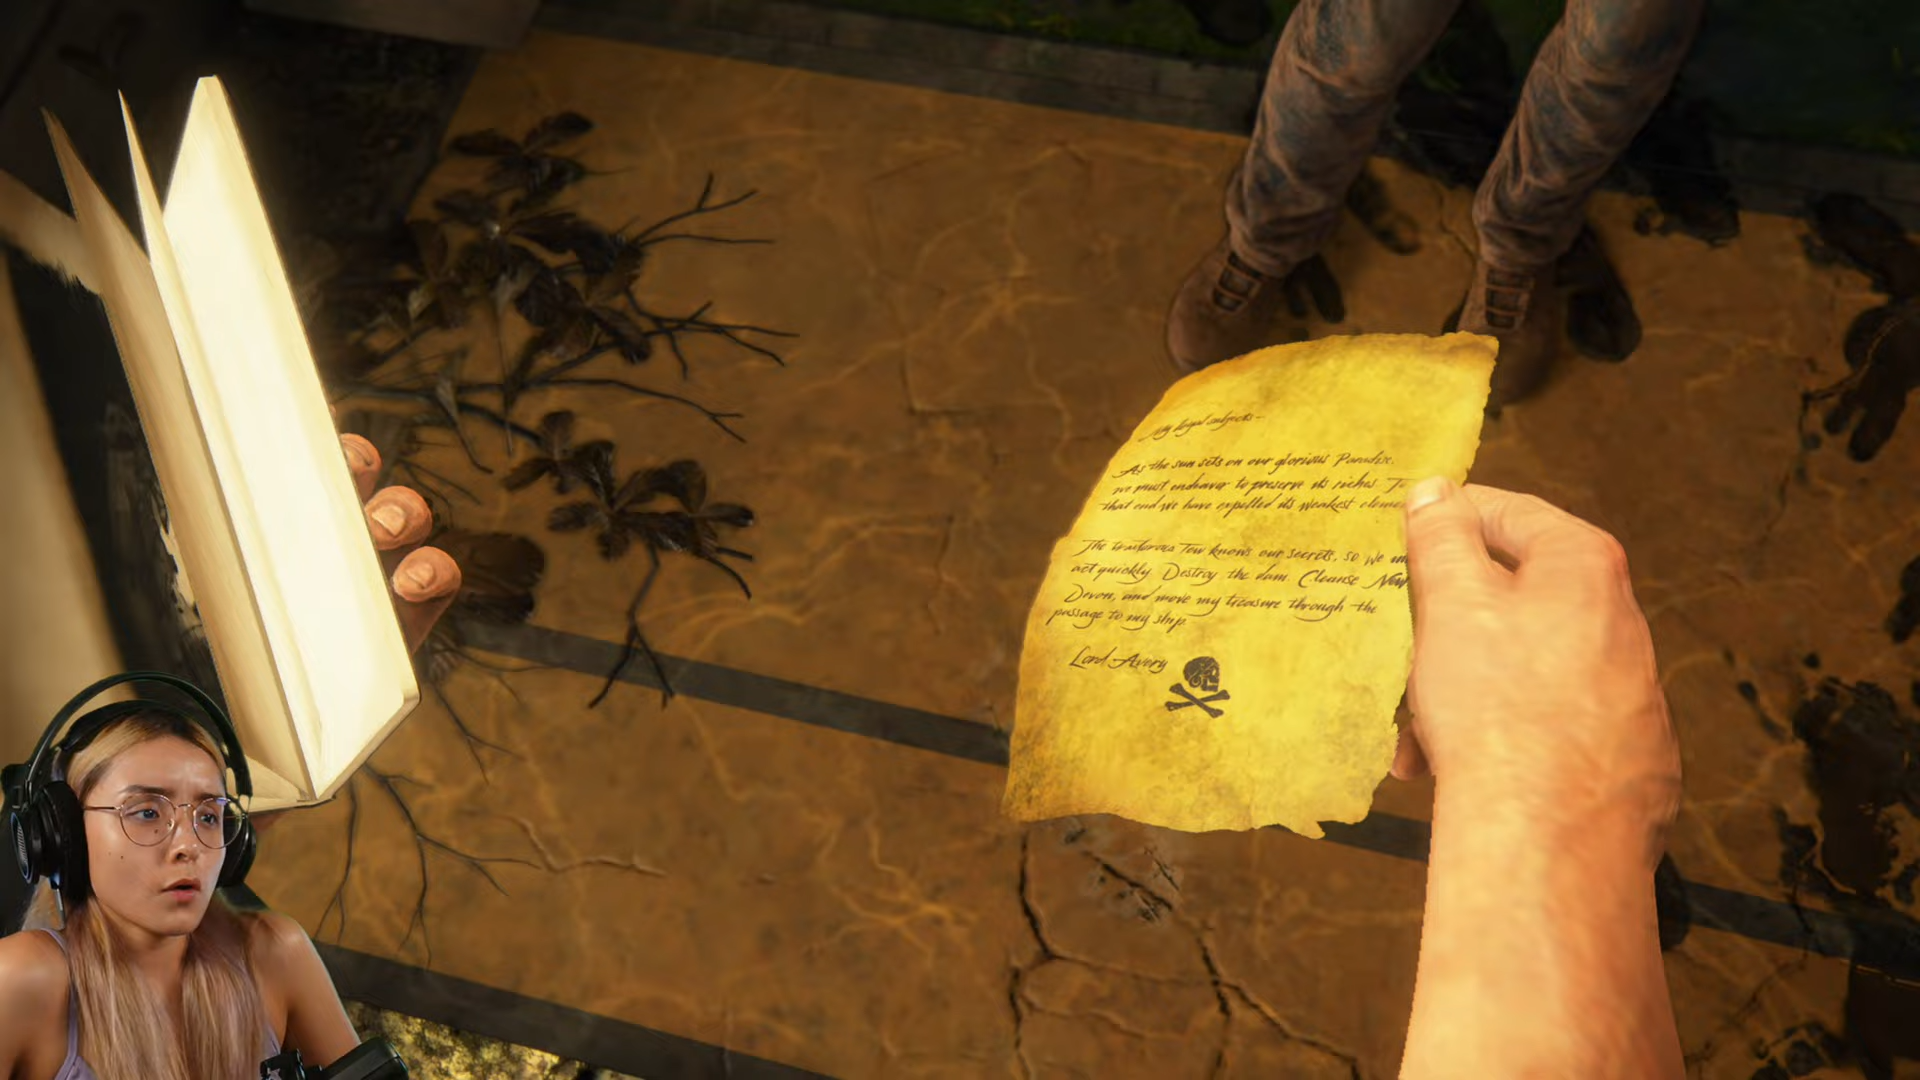 My loyal subjects-
As the sun sets on our glorious Paradise,
we must endeavor to preserve its riches. To
that end we have expelled its weakest
The traitorous Tew knows our secrets, so we
act quickly. Destroy the dam. Cleanse New
Devon, and move my treasure through the
passage to my ship.
Lord Avery